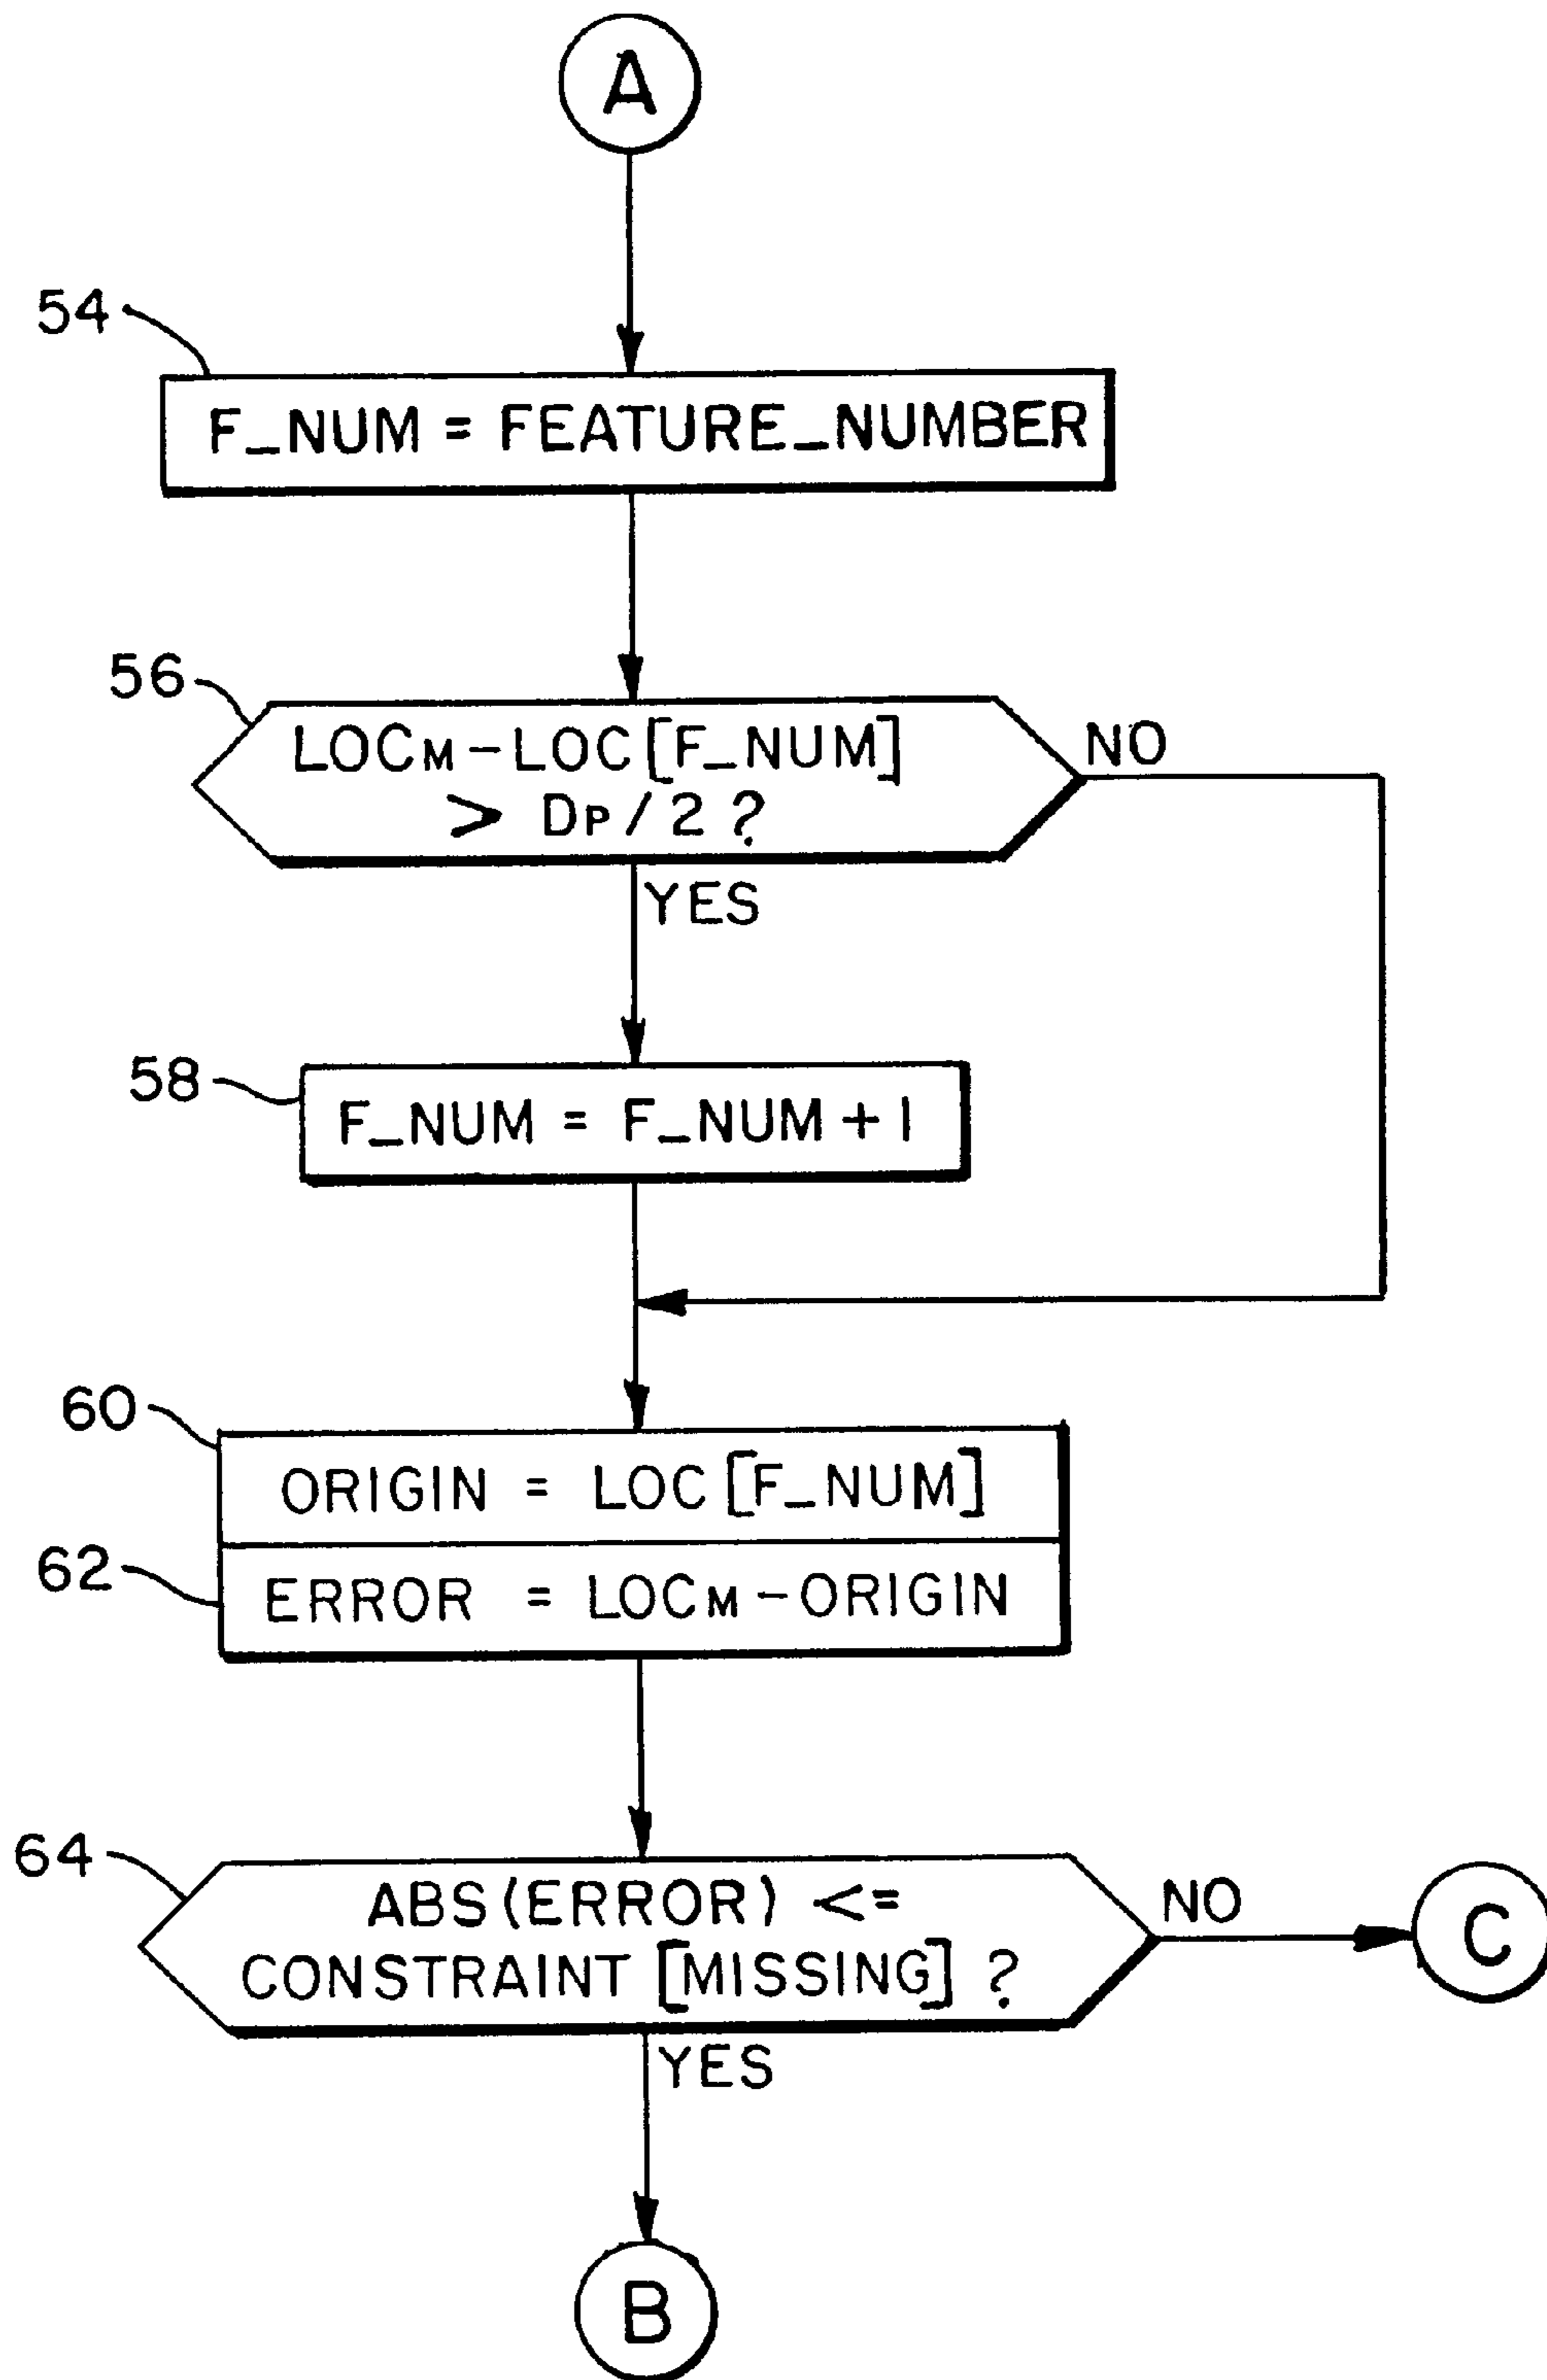 A
54
F_NUM = FEATURE_NUMBER
56
LOCM-LOC[F_NUM]
> DP/2?
NO
YES
58
F_NUM = F_NUM+1
60
ORIGIN = LOC[F_NUM]
62
ERROR = LOCM-ORIGIN
64
ABS(ERROR) <=
CONSTRAINT [MISSING] ?
NO
C
YES
B